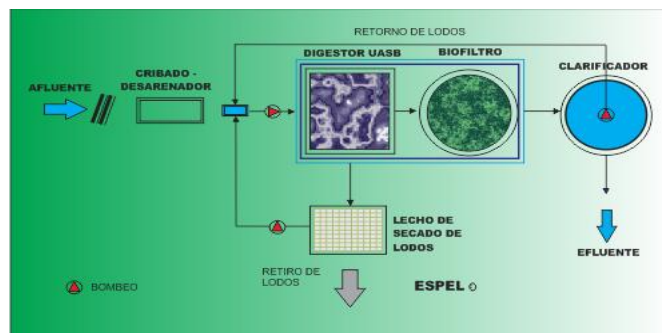 RETORNO DE LODOS
DIGESTOR UASB
BIOFILTRO
CLARIFICADOR
CRIBADO -
DESARENADOR
AFLUENTE
LECHO DE
SECADO DE
LODOS
EFLUENTE
RETIRO DE
LODOS
ESPEL
BOMBEO